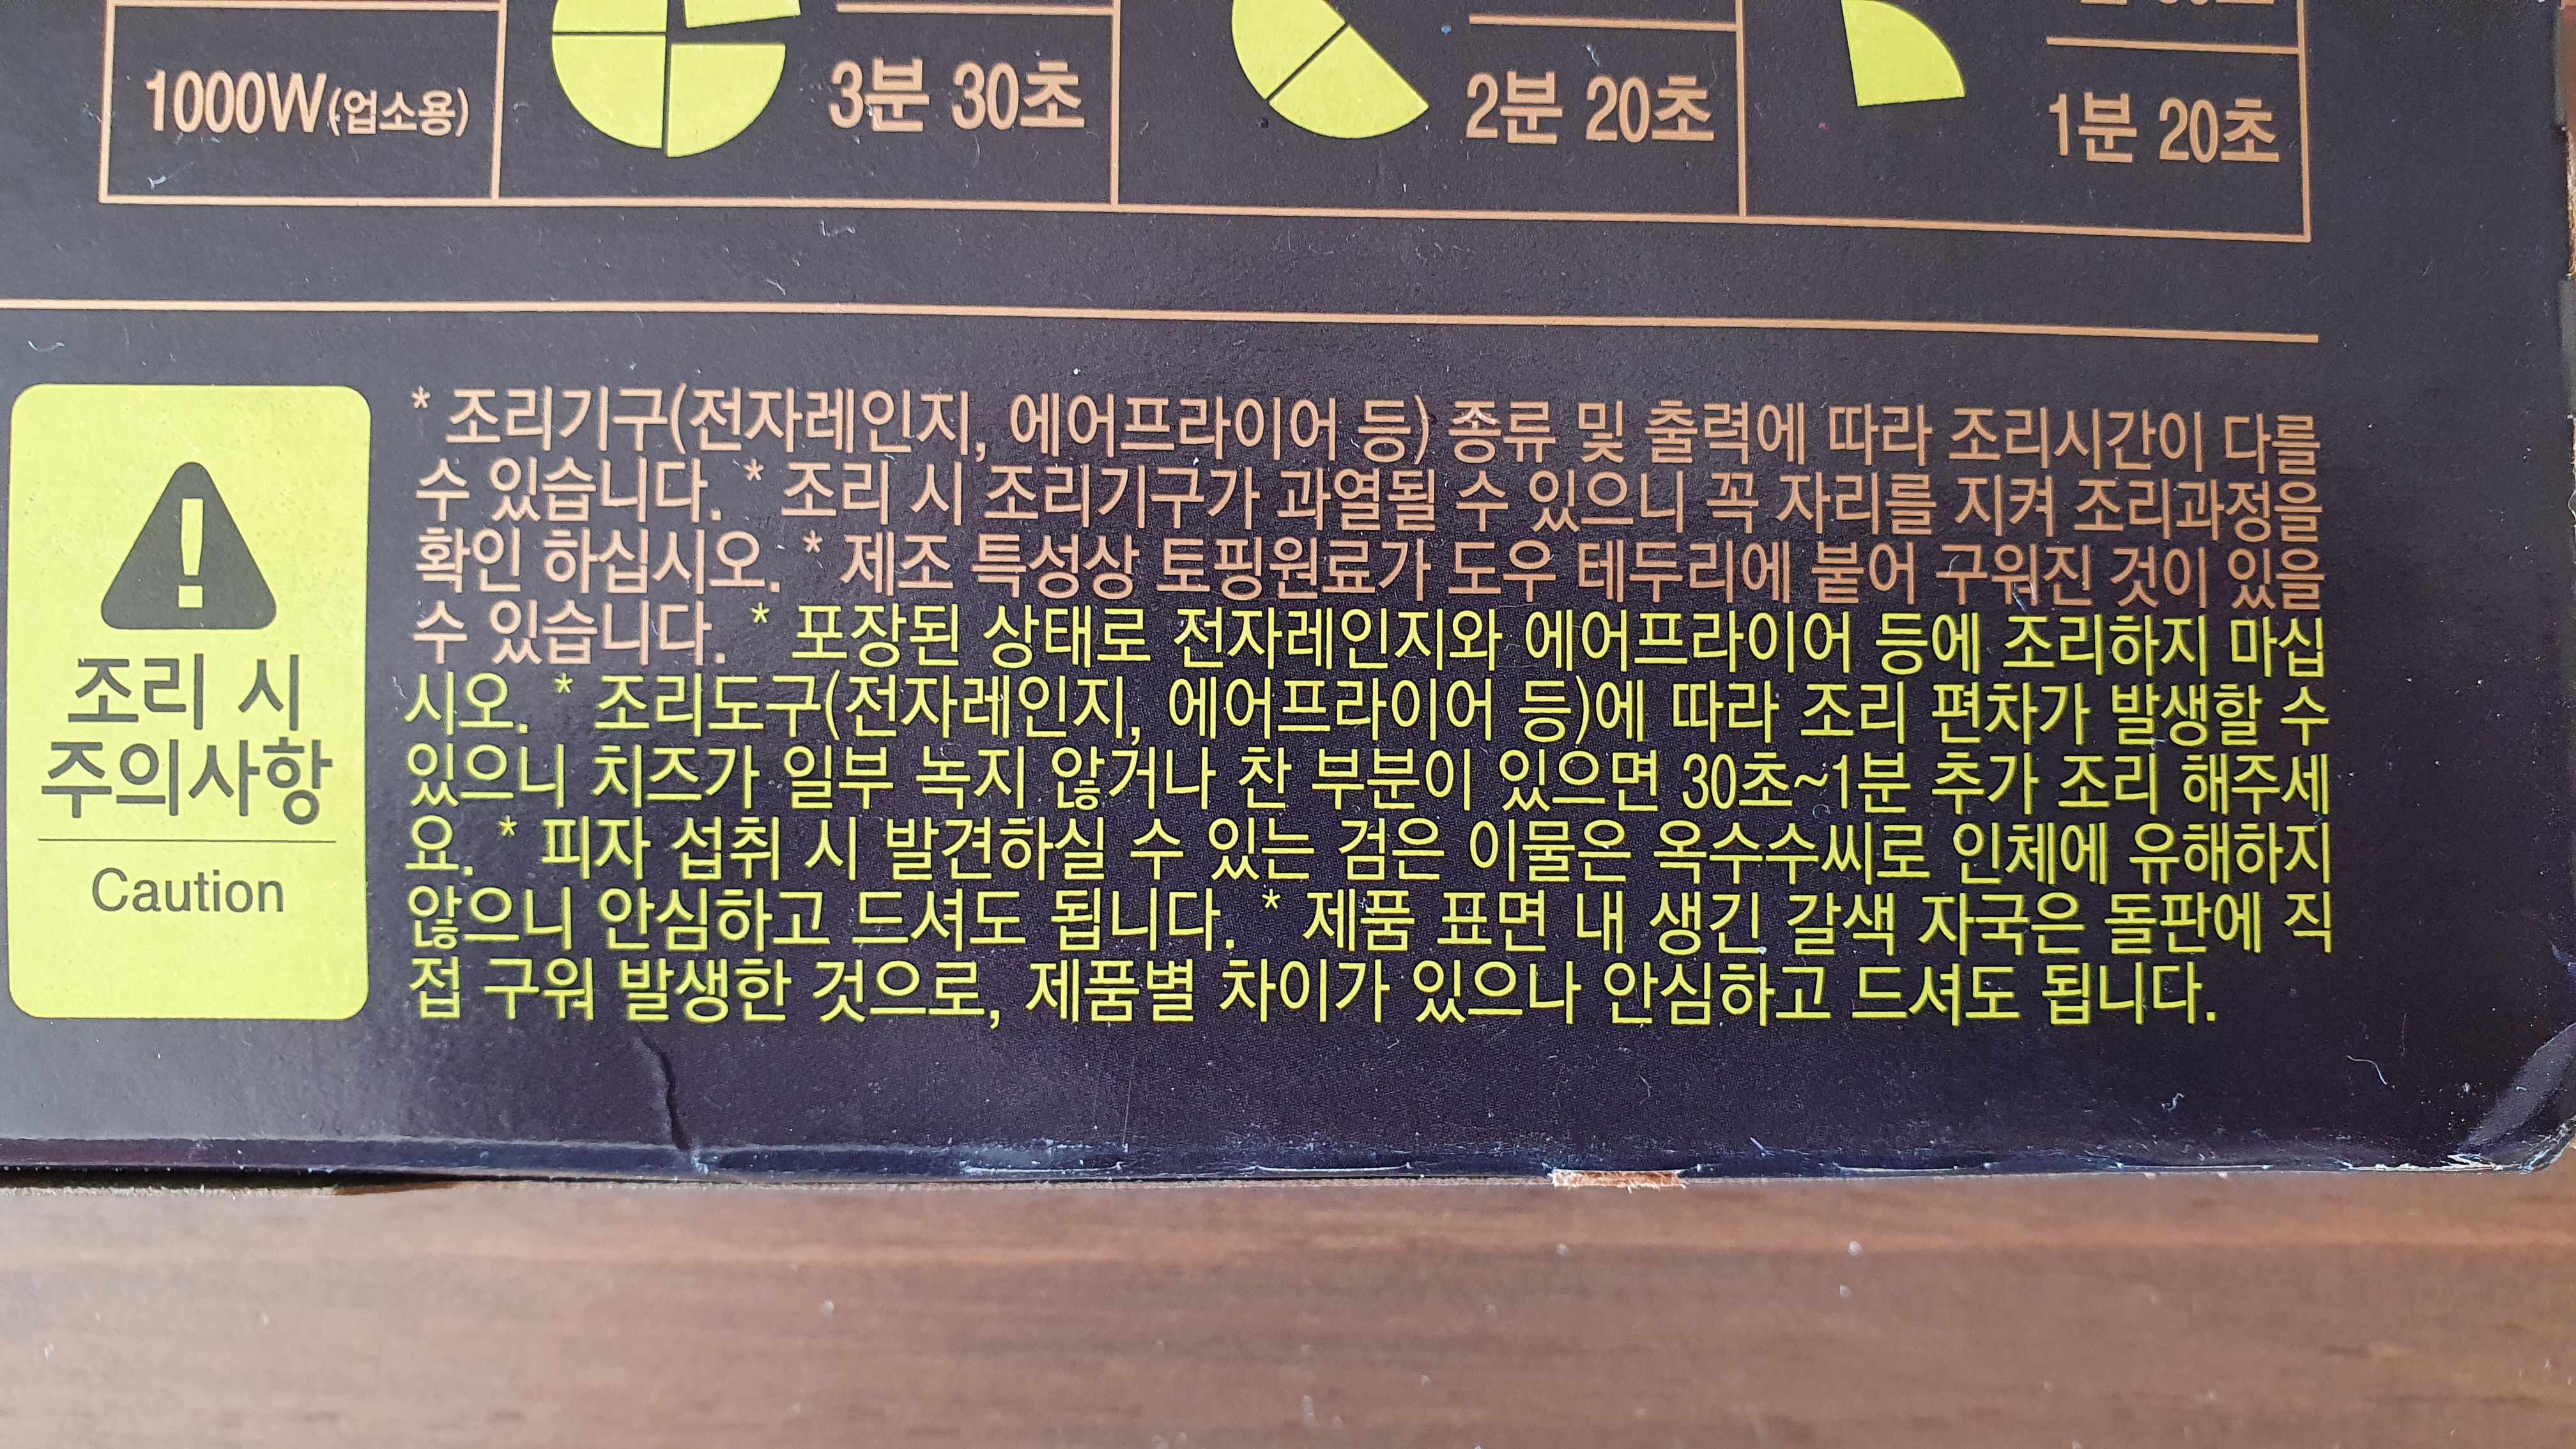 1000W(업소용)
3분 30초
2분 20초
1분 20초
* 조리기구(전자레인지, 에어프라이어 등) 종류 및 출력에 따라 조리시간이 다를
수 있습니다. * 조리 시 조리기구가 과열될 수 있으니 꼭 자리를 지켜 조리과정을
확인 하십시오. * 제조 특성상 토핑원료가 도우 테두리에 붙어 구워진 것이 있을
수 있습니다. * 포장된 상태로 전자레인지와 에어프라이어 등에 조리하지 마십
시오. * 조리도구(전자레인지, 에어프라이어 등)에 따라 조리 편차가 발생할 수
있으니 치즈가 일부 녹지 않거나 찬 부분이 있으면 30초~1분 추가 조리 해주세
요. * 피자 섭취 시 발견하실 수 있는 검은 이물은 옥수수씨로 인체에 유해하지
않으니 안심하고 드셔도 됩니다. * 제품 표면 내 생긴 갈색 자국은 돌판에 직
접 구워 발생한 것으로, 제품별 차이가 있으나 안심하고 드셔도 됩니다.
조리 시
주의사항
Caution